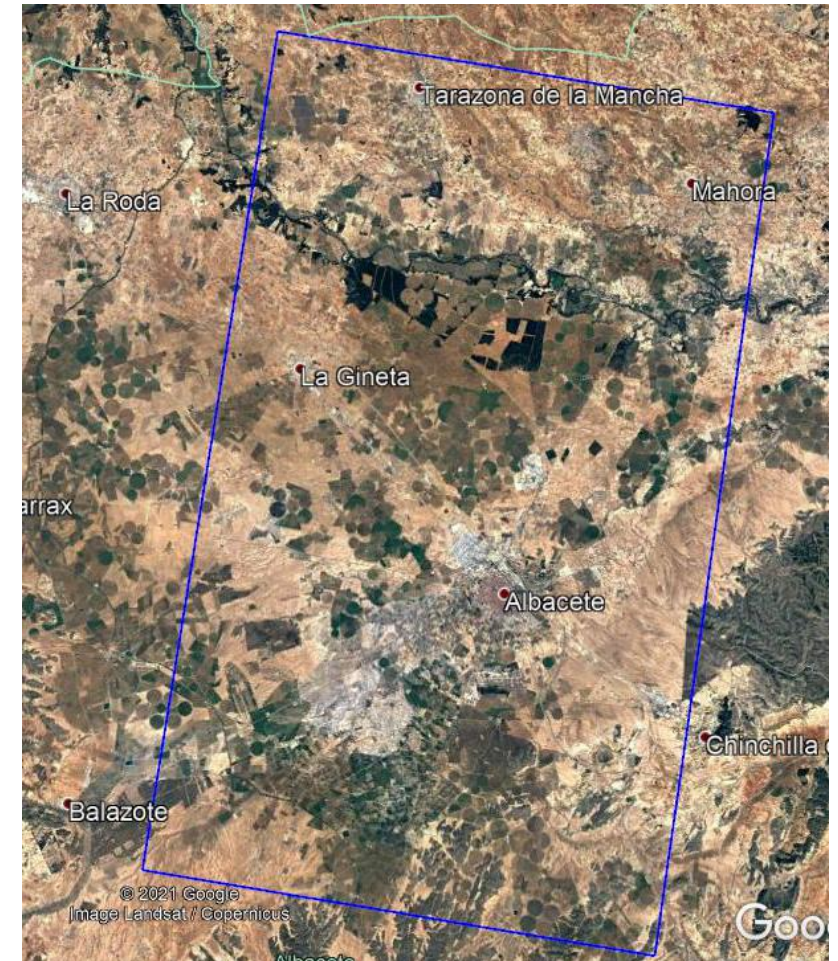 Tarazona de la Mancha
La Roda
Mahora
La Gineta
arrax
Albacete
Chinchilla
Balazote
© 2021 Google
Image Landsat / Copernicus
Goo
Albacete